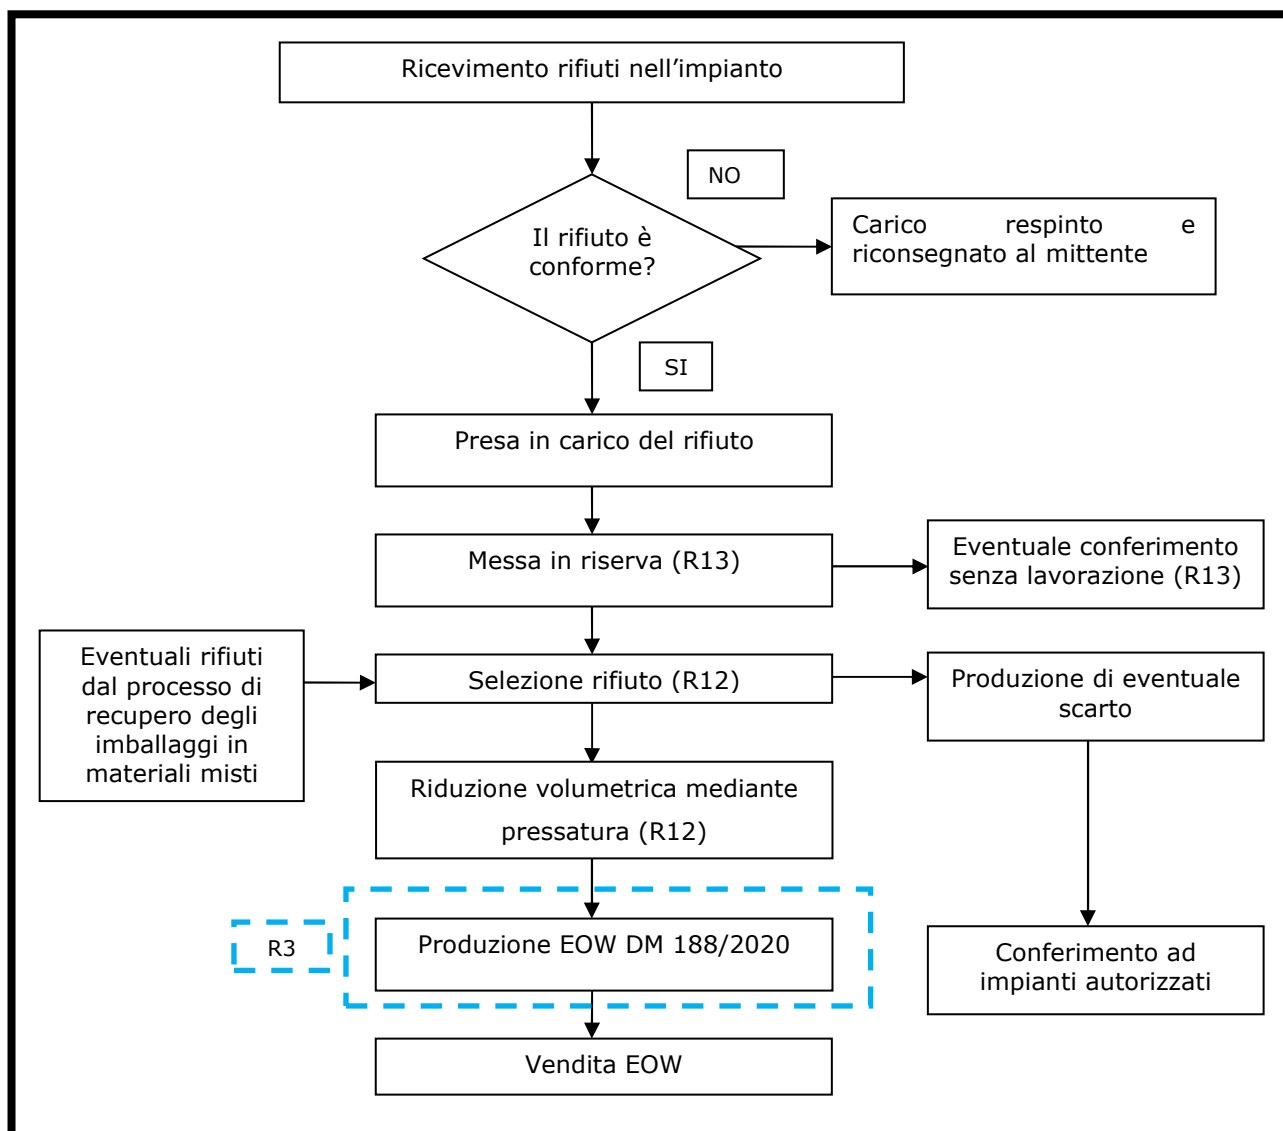 Ricevimento rifiuti nell'impianto
NO
Il rifiuto è
conforme?
Carico respinto e
riconsegnato al mittente
SI
Presa in carico del rifiuto
Messa in riserva (R13)
Eventuale conferimento
senza lavorazione (R13)
Eventuali rifiuti
dal processo di
recupero degli
imballaggi in
materiali misti
Selezione rifiuto (R12)
Produzione di eventuale
scarto
Riduzione volumetrica mediante
pressatura (R12)
R3
Produzione EOW DM 188/2020
Conferimento ad
impianti autorizzati
Vendita EOW